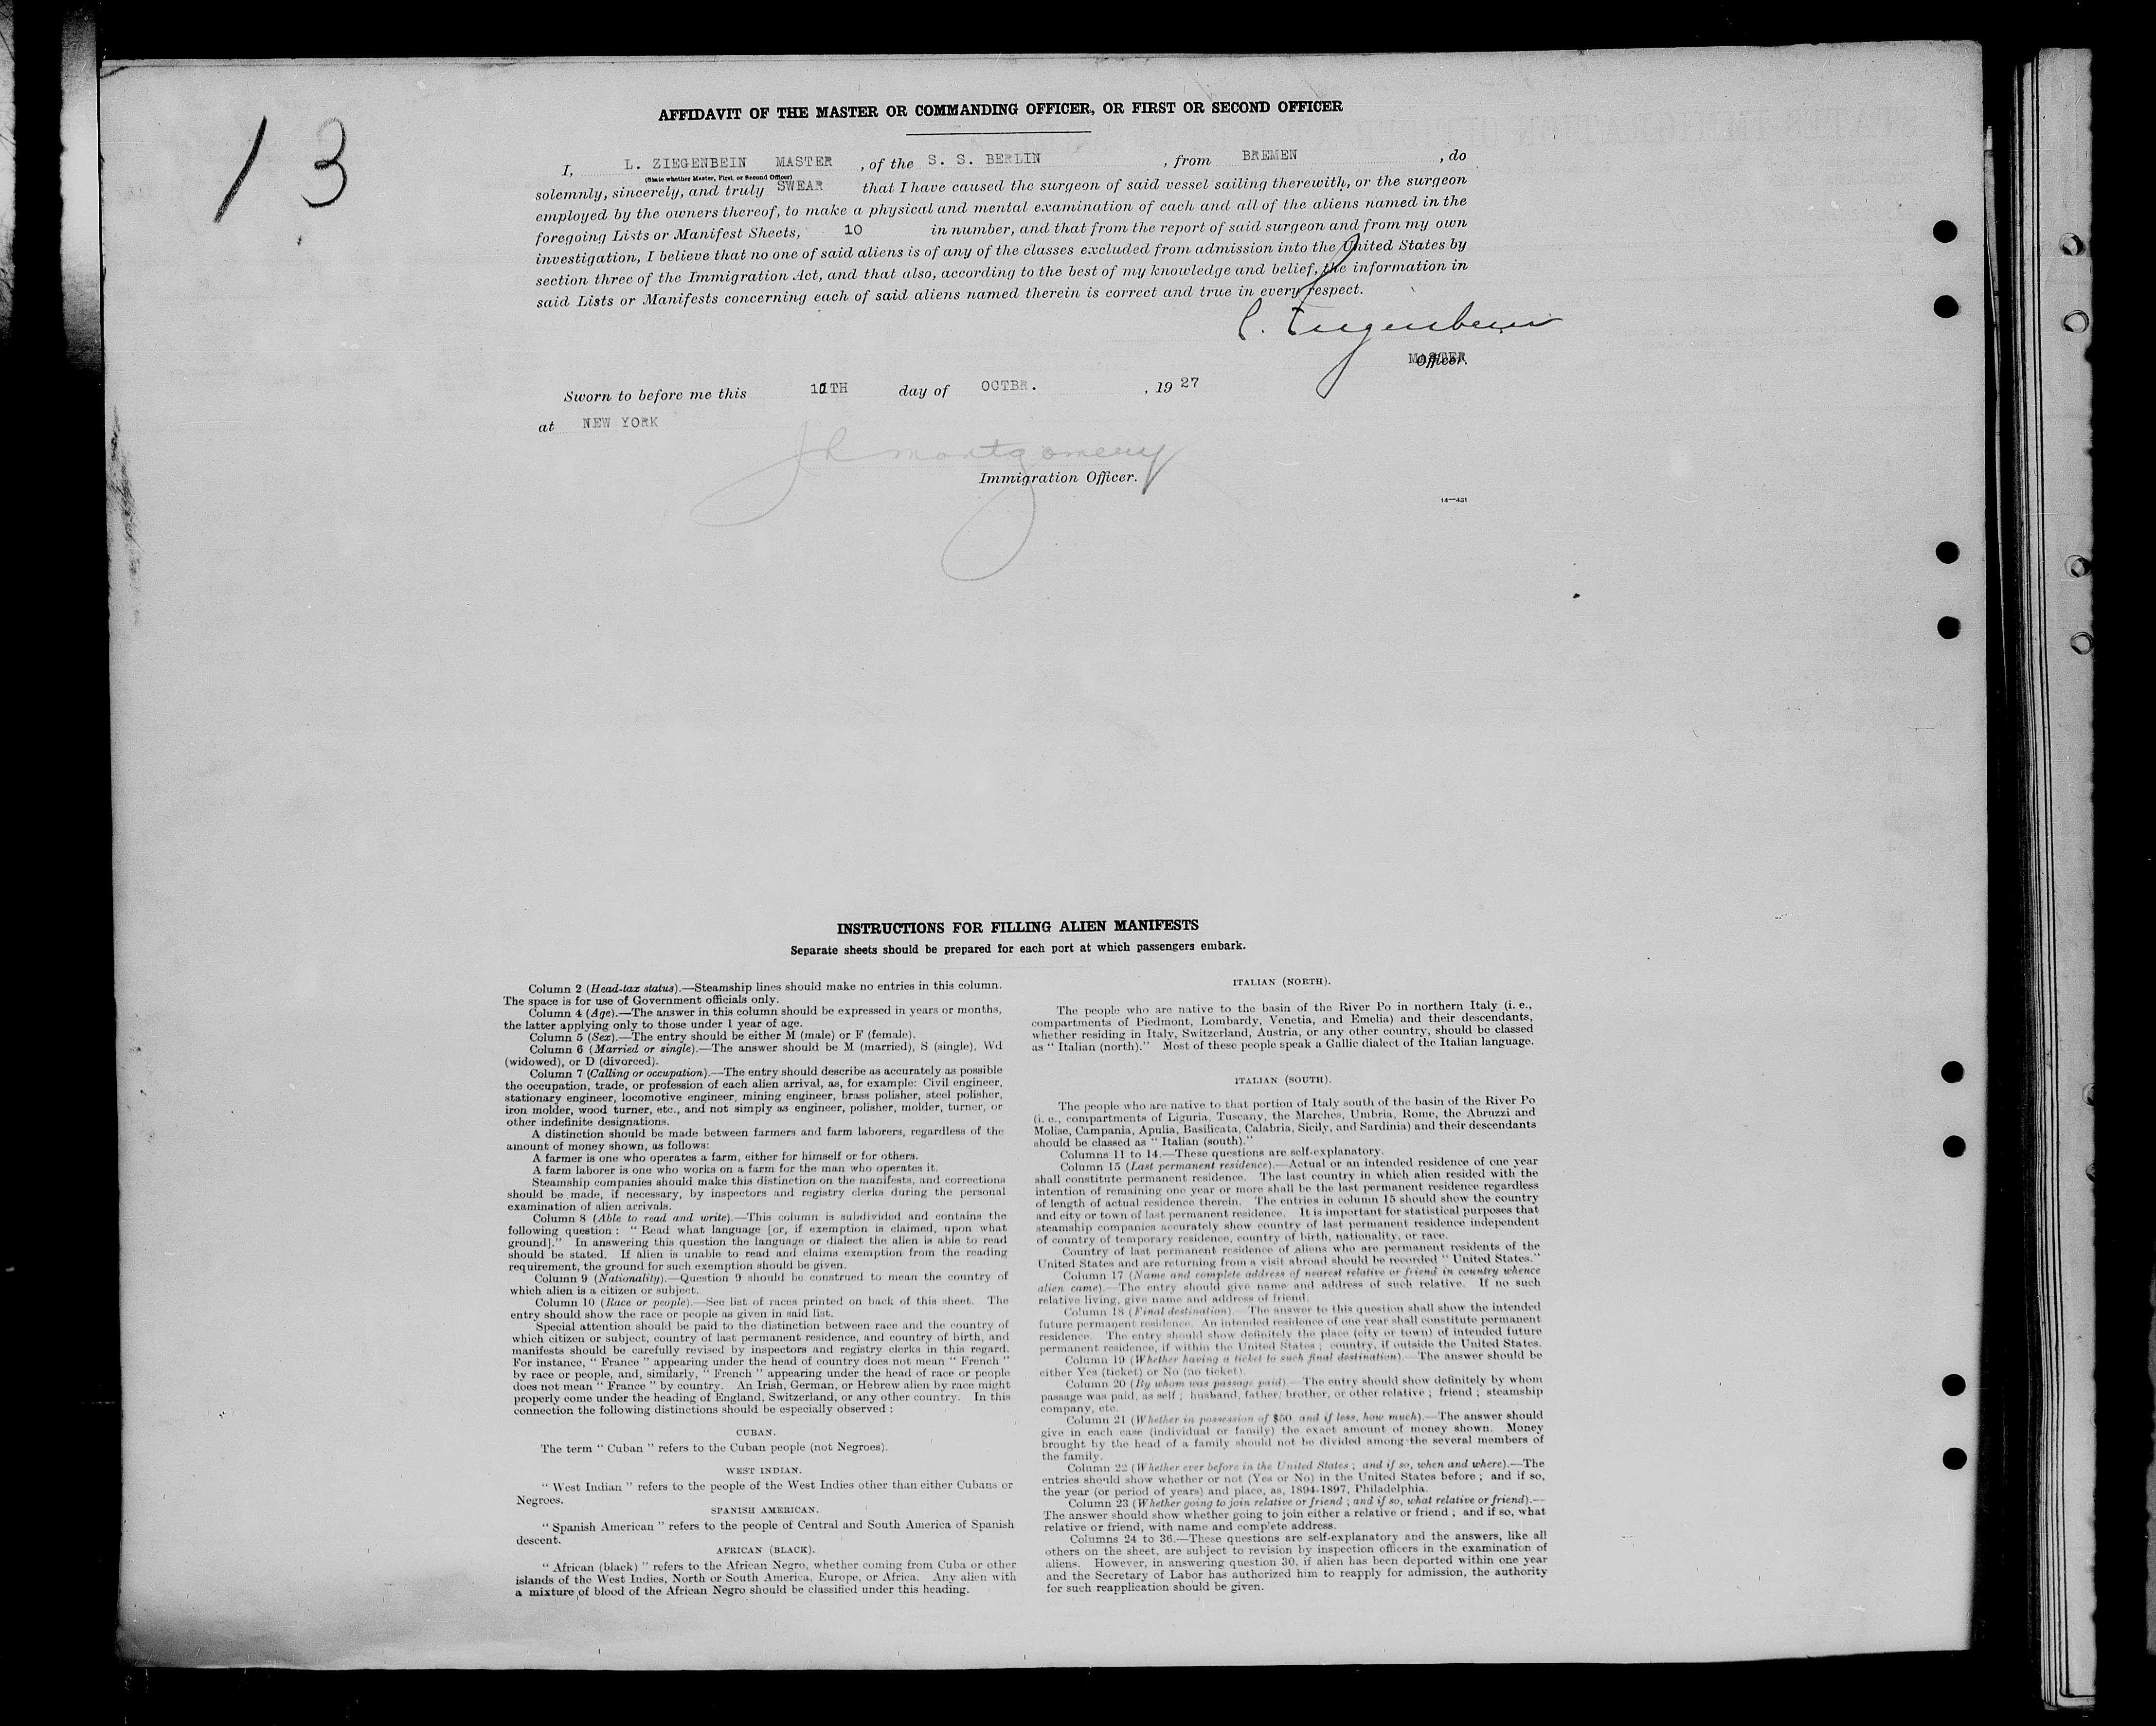 13
AFFIDAVIT OF THE MASTER OR COMMANDING OFFICER, OR FIRST OR SECOND OFFICER
I, L. ZIEGENBEIN MASTER , of the S. S. BERLIN , from BREMEN , do
(State whether Master, First, or Second Officer)
solemnly, sincerely, and truly SWEAR that I have caused the surgeon of said vessel sailing therewith, or the surgeon
employed by the owners thereof, to make a physical and mental examination of each and all of the aliens named in the
foregoing Lists or Manifest Sheets, 10 in number, and that from the report of said surgeon and from my own
investigation, I believe that no one of said aliens is of any of the classes excluded from admission into the United States by
section three of the Immigration Act, and that also, according to the best of my knowledge and belief, the information in
said Lists or Manifests concerning each of said aliens named therein is correct and true in every respect.
L. Ziegenbein
MASTER
Officer.
Sworn to before me this day of OCTBR. , 19 27
at NEW YORK
J R Montgomery
Immigration Officer.
14—431
INSTRUCTIONS FOR FILLING ALIEN MANIFESTS
Separate sheets should be prepared for each port at which passengers embark.
Column 2 (Head-tax status).—Steamship lines should make no entries in this column.
The space is for use of Government officials only.
Column 4 (Age).—The answer in this column should be expressed in years or months,
the latter applying only to those under 1 year of age.
Column 5 (Sex).—The entry should be either M (male) or F (female).
Column 6 (Married or single).—The answer should be M (married), S (single), Wd
(widowed), or D (divorced).
Column 7 (Calling or occupation).—The entry should describe as accurately as possible
the occupation, trade, or profession of each alien arrival, as, for example: Civil engineer,
stationary engineer, locomotive engineer, mining engineer, brass polisher, steel polisher,
iron molder, wood turner, etc., and not simply as engineer, polisher, molder, turner, or
other indefinite designations.
A distinction should be made between farmers and farm laborers, regardless of the
amount of money shown, as follows:
A farmer is one who operates a farm, either for himself or for others.
A farm laborer is one who works on a farm for the man who operates it.
Steamship companies should make this distinction on the manifests, and corrections
should be made, if necessary, by inspectors and registry clerks during the personal
examination of alien arrivals.
Column 8 (Able to read and write).—This column is subdivided and contains the
following question : “ Read what language [or, if exemption is claimed, upon what
ground].” In answering this question the language or dialect the alien is able to read
should be stated. If alien is unable to read and claims exemption from the reading
requirement, the ground for such exemption should be given.
Column 9 (Nationality).—Question 9 should be construed to mean the country of
which alien is a citizen or subject.
Column 10 (Race or people).—See list of races printed on back of this sheet. The
entry should show the race or people as given in said list.
Special attention should be paid to the distinction between race and the country of
which citizen or subject, country of last permanent residence, and country of birth, and
manifests should be carefully revised by inspectors and registry clerks in this regard.
For instance, “ France ” appearing under the head of country does not mean “ French ”
by race or people, and, similarly, “ French ” appearing under the head of race or people
does not mean “ France ” by country. An Irish, German, or Hebrew alien by race might
properly come under the heading of England, Switzerland, or any other country. In this
connection the following distinctions should be especially observed :
CUBAN.
The term “ Cuban ” refers to the Cuban people (not Negroes).
WEST INDIAN.
“ West Indian ” refers to the people of the West Indies other than either Cubans or
Negroes.
SPANISH AMERICAN.
“ Spanish American ” refers to the people of Central and South America of Spanish
descent.
AFRICAN (BLACK).
“ African (black) ” refers to the African Negro, whether coming from Cuba or other
islands of the West Indies, North or South America, Europe, or Africa. Any alien with
a mixture of blood of the African Negro should be classified under this heading.
ITALIAN (NORTH).
The people who are native to the basin of the River Po in northern Italy (i. e.,
compartments of Piedmont, Lombardy, Venetia, and Emelia) and their descendants,
whether residing in Italy, Switzerland, Austria, or any other country, should be classed
as “ Italian (north).” Most of these people speak a Gallic dialect of the Italian language.
ITALIAN (SOUTH).
The people who are native to that portion of Italy south of the basin of the River Po
(i. e., compartments of Liguria, Tuscany, the Marches, Umbria, Rome, the Abruzzi and
Molise, Campania, Apulia, Basilicata, Calabria, Sicily, and Sardinia) and their descendants
should be classed as “ Italian (south).”
Columns 11 to 14.—These questions are self-explanatory.
Column 15 (Last permanent residence).—Actual or an intended residence of one year
shall constitute permanent residence. The last country in which alien resided with the
intention of remaining one year or more shall be the last permanent residence regardless
of length of actual residence therein. The entries in column 15 should show the country
and city or town of last permanent residence. It is important for statistical purposes that
steamship companies accurately show country of last permanent residence independent
of country of temporary residence, country of birth, nationality, or race.
Country of last permanent residence of aliens who are permanent residents of the
United States and are returning from a visit abroad should be recorded “ United States.”
Column 17 (Name and complete address of nearest relative or friend in country whence
alien came).—The entry should give name and address of such relative. If no such
relative living, give name and address of friend.
Column 18 (Final destination).—The answer to this question shall show the intended
future permanent residence. An intended residence of one year shall constitute permanent
residence. The entry should show definitely the place (city or town) of intended future
permanent residence, if within the United States ; country, if outside the United States.
Column 19 (Whether having a ticket to such final destination).—The answer should be
either Yes (ticket) or No (no ticket).
Column 20 (By whom was passage paid).—The entry should show definitely by whom
passage was paid, as self ; husband, father, brother, or other relative ; friend ; steamship
company, etc.
Column 21 (Whether in possession of $50, and if less, how much).—The answer should
give in each case (individual or family) the exact amount of money shown. Money
brought by the head of a family should not be divided among the several members of
the family.
Column 22 (Whether ever before in the United States ; and if so, when and where).—The
entries should show whether or not (Yes or No) in the United States before ; and if so,
the year (or period of years) and place, as, 1894-1897, Philadelphia.
Column 23 (Whether going to join relative or friend ; and if so, what relative or friend).—
The answer should show whether going to join either a relative or friend ; and if so, what
relative or friend, with name and complete address.
Columns 24 to 36.—These questions are self-explanatory and the answers, like all
others on the sheet, are subject to revision by inspection officers in the examination of
aliens. However, in answering question 30, if alien has been deported within one year
and the Secretary of Labor has authorized him to reapply for admission, the authority
for such reapplication should be given.